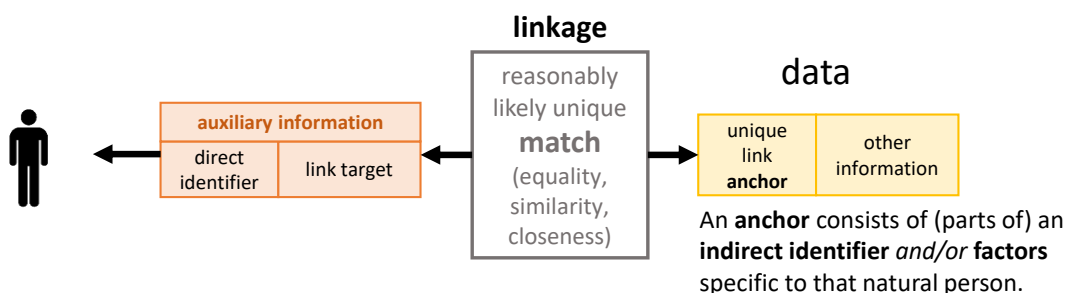 linkage
reasonably
likely unique
match
(equality,
similarity,
closeness)
auxiliary information
direct
identifier
link target
data
unique
link
anchor
other
information
An anchor consists of (parts of) an
indirect identifier and/or factors
specific to that natural person.